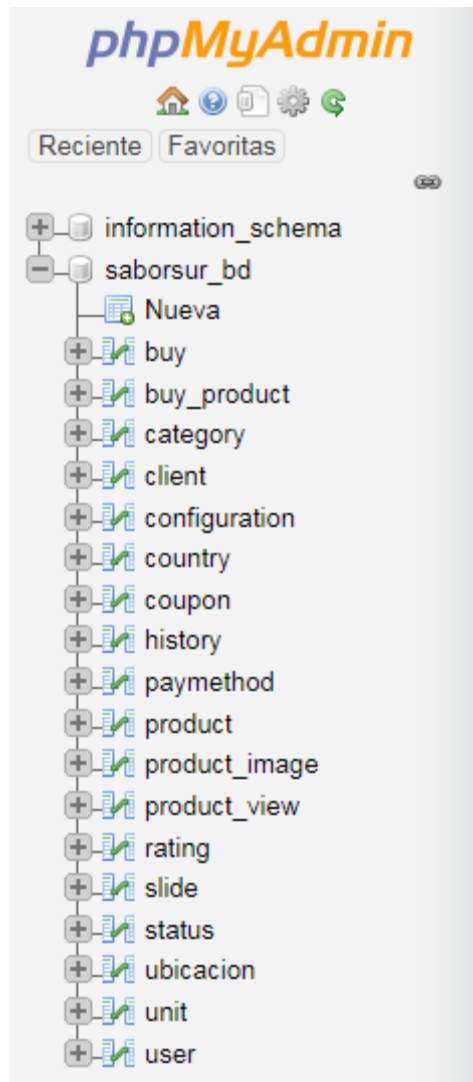 phpMyAdmin
Reciente Favoritas
information_schema
saborsur_bd
Nueva
buy
buy_product
category
client
configuration
country
coupon
history
paymethod
product
product_image
product_view
rating
slide
status
ubicacion
unit
user